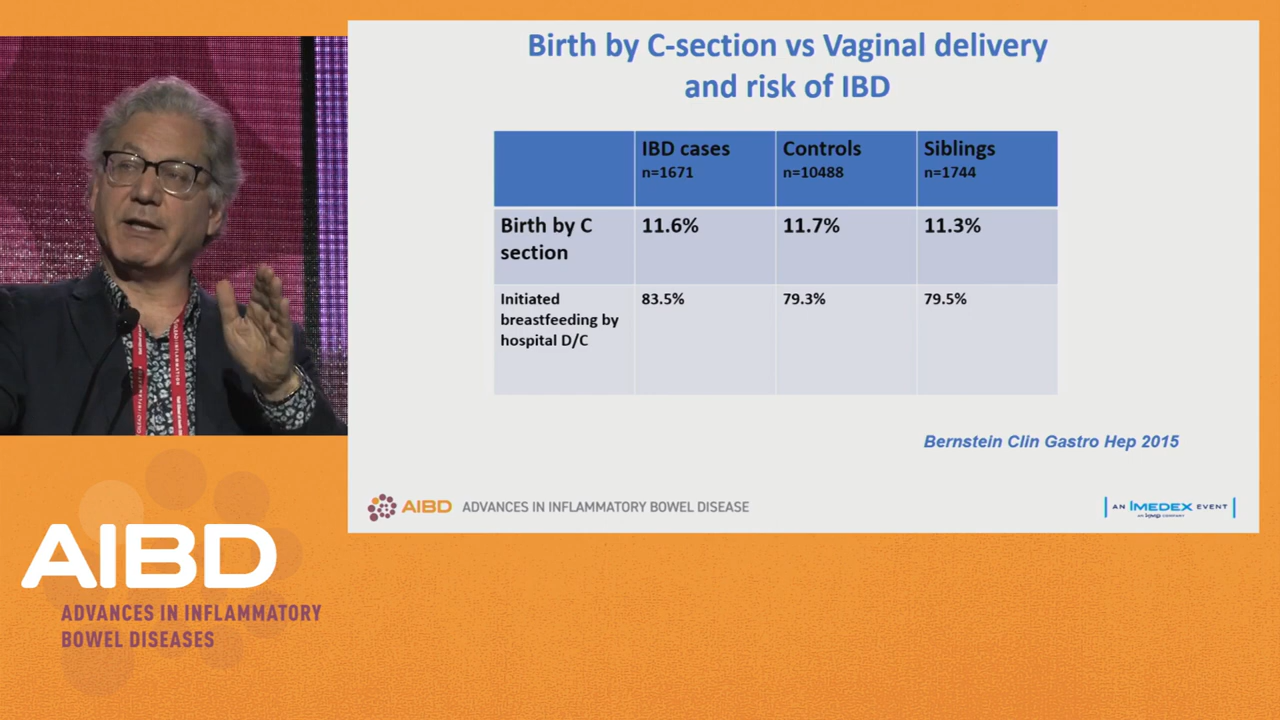 Birth by C-section vs Vaginal delivery
and risk of IBD
IBD cases
n=1671
Controls
n=10488
Siblings
n=1744
Birth by C
section
11.6%
11.7%
11.3%
Initiated
breastfeeding by
hospital D/C
83.5%
79.3%
79.5%
Bernstein Clin Gastro Hep 2015
AIBD ADVANCES IN INFLAMMATORY BOWEL DISEASE
AN IMEDEX EVENT
AIBD
ADVANCES IN INFLAMMATORY
BOWEL DISEASES